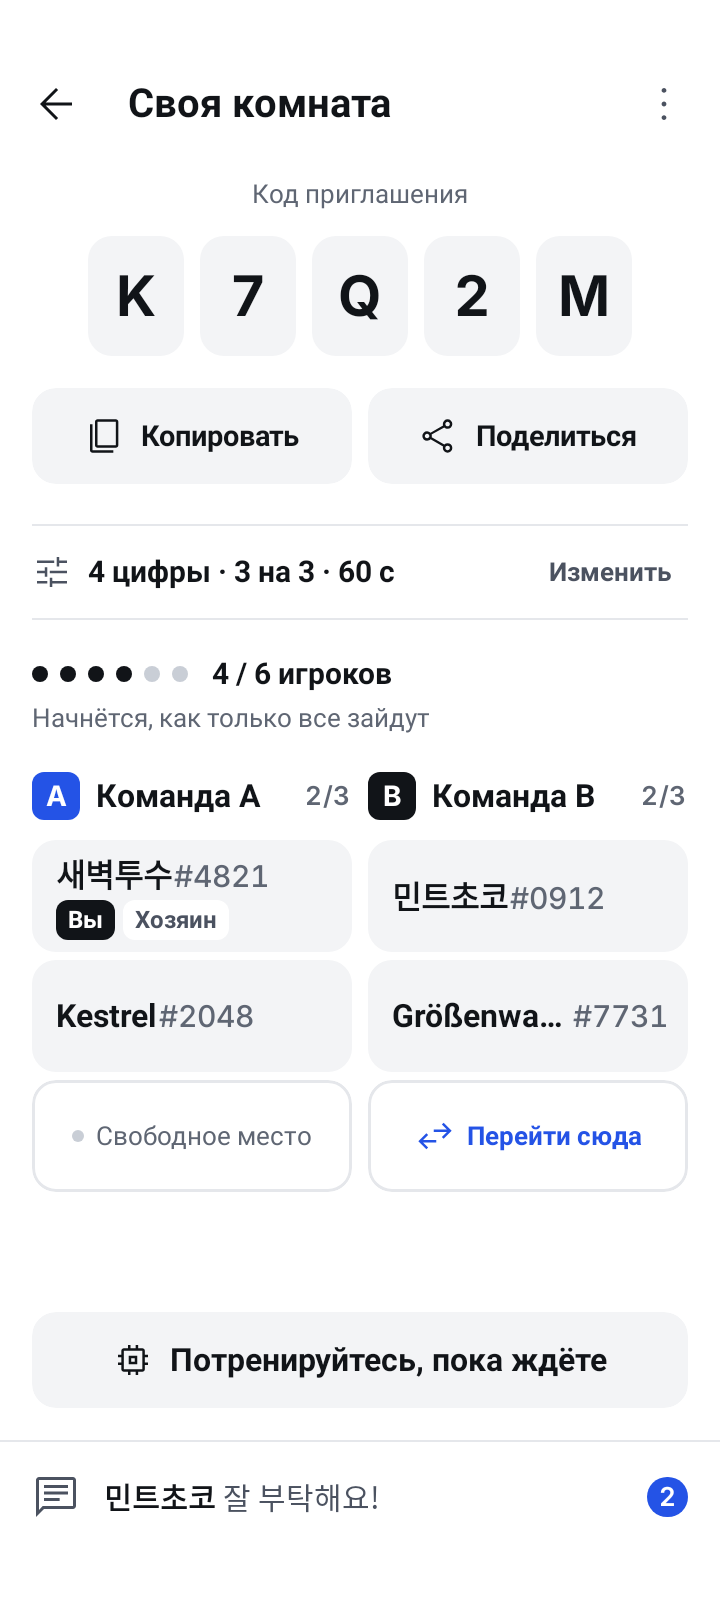 Своя комната
Код приглашения
K 7 Q 2 M
Копировать
Поделиться
4 цифры · 3 на 3 · 60 с
Изменить
4 / 6 игроков
Начнётся, как только все зайдут
A Команда A 2/3
B Команда B 2/3
새벽투수#4821
Вы Хозяин
민트초코#0912
Kestrel#2048
Größenwa… #7731
Свободное место
Перейти сюда
Потренируйтесь, пока ждёте
민트초코 잘 부탁해요!
2